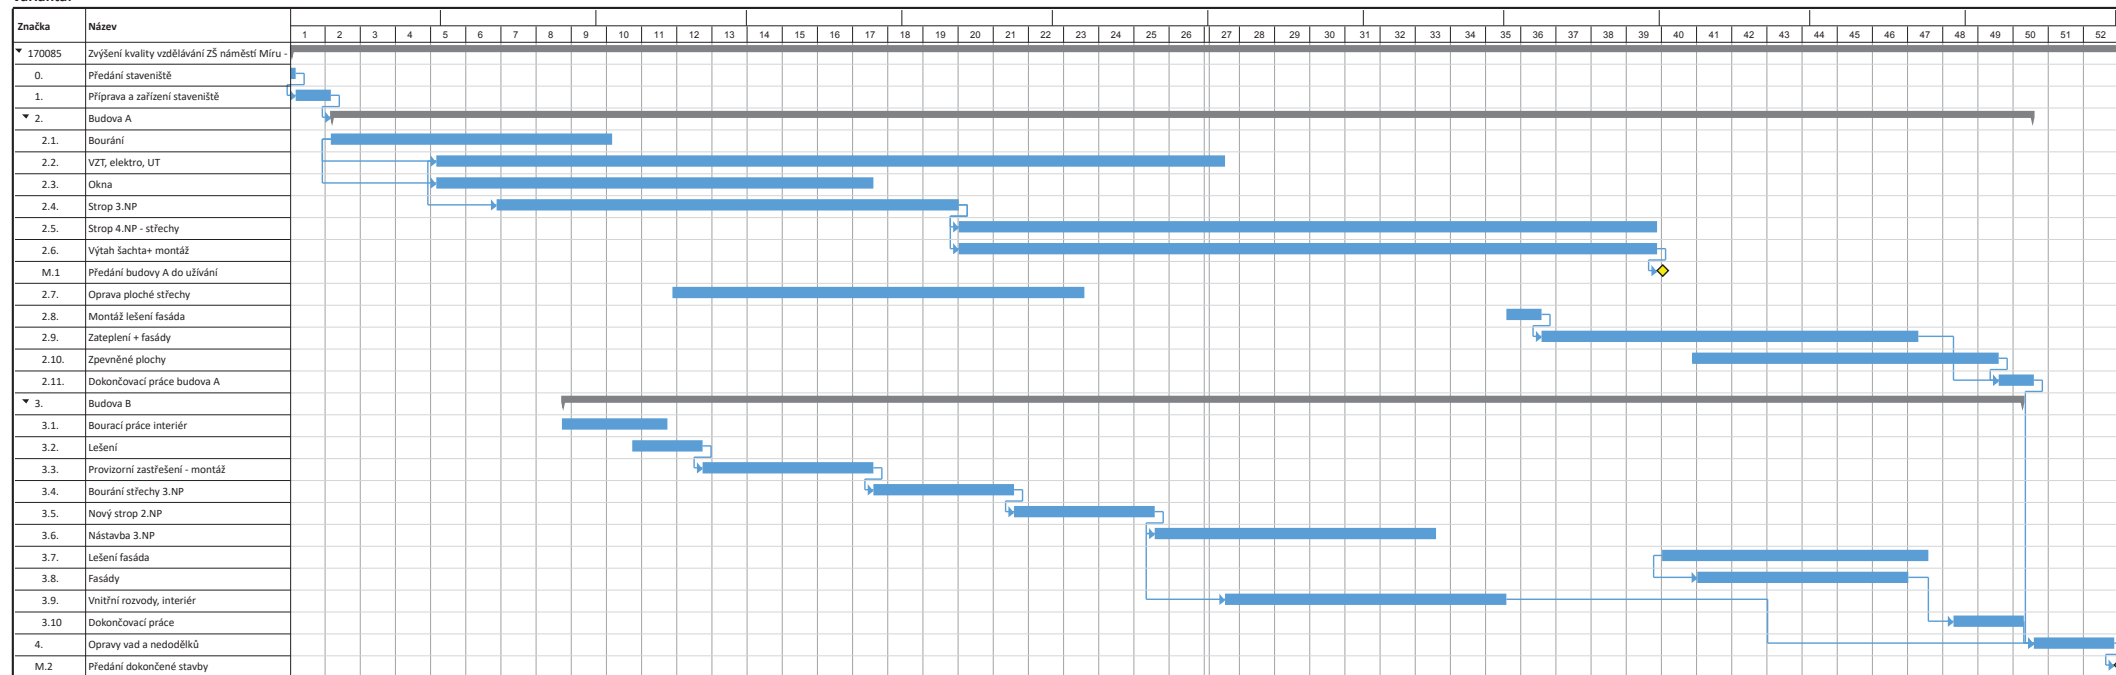 Značka Název
1 2 3 4 5 6 7 8 9 10 11 12 13 14 15 16 17 18 19 20 21 22 23 24 25 26 27 28 29 30 31 32 33 34 35 36 37 38 39 40 41 42 43 44 45 46 47 48 49 50 51 52
170085 Zvýšení kvality vzdělávání ZŠ náměstí Míru -
0. Předání staveniště
1. Příprava a zařízení staveniště
2. Budova A
2.1. Bourání
2.2. VZT, elektro, UT
2.3. Okna
2.4. Strop 3.NP
2.5. Strop 4.NP - střechy
2.6. Výtah šachta+ montáž
M.1 Předání budovy A do užívání
2.7. Oprava ploché střechy
2.8. Montáž lešení fasáda
2.9. Zateplení + fasády
2.10. Zpevněné plochy
2.11. Dokončovací práce budova A
3. Budova B
3.1. Bourací práce interiér
3.2. Lešení
3.3. Provizorní zastřešení - montáž
3.4. Bourání střechy 3.NP
3.5. Nový strop 2.NP
3.6. Nástavba 3.NP
3.7. Lešení fasáda
3.8. Fasády
3.9. Vnitřní rozvody, interiér
3.10 Dokončovací práce
4. Opravy vad a nedodělků
M.2 Předání dokončené stavby